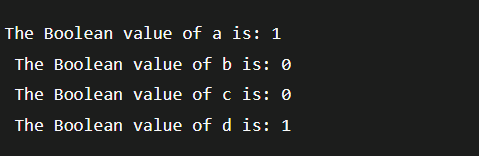 The Boolean value of a is: 1
The Boolean value of b is: 0
The Boolean value of c is: 0
The Boolean value of d is: 1